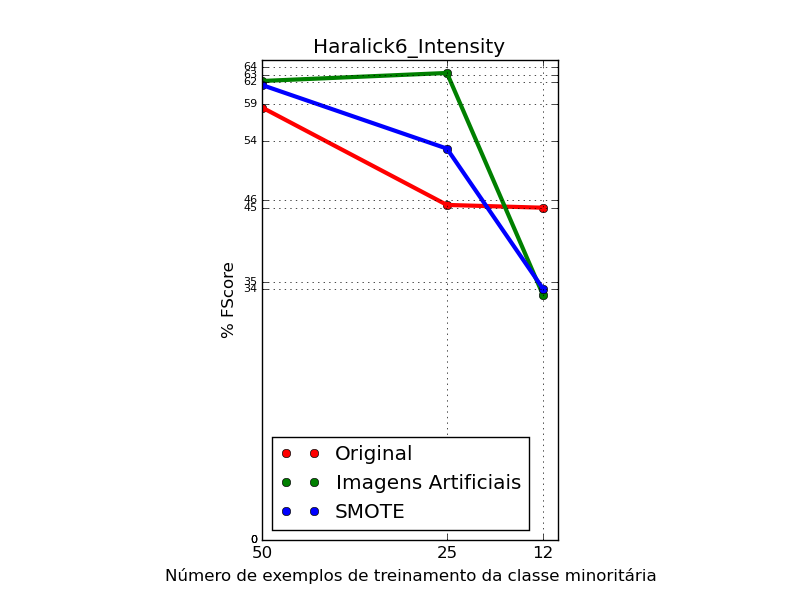 Haralick6_Intensity
64
63
62
59
54
46
45
35
34
0
% FScore
Original
Imagens Artificiais
SMOTE
50 25 12
Número de exemplos de treinamento da classe minoritária